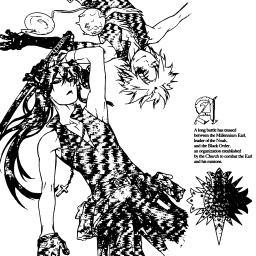 A
A long battle has ensued
between the Millennium Earl,
leader of the Noah,
and the Black Order,
an organization established
by the Church to combat the Earl
and his minions.